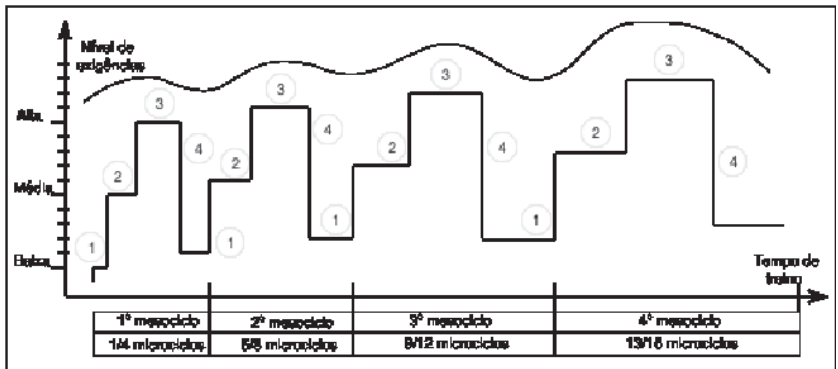 Nível de
exigências
3
3
3
3
Alta
4
4
4
4
2
2
2
2
Média
1
1
1
1
Baixa
Tempo de
treino
1º mesociclo
2º mesociclo
3º mesociclo
4º mesociclo
1/4 microciclos
5/8 microciclos
9/12 microciclos
13/16 microciclos